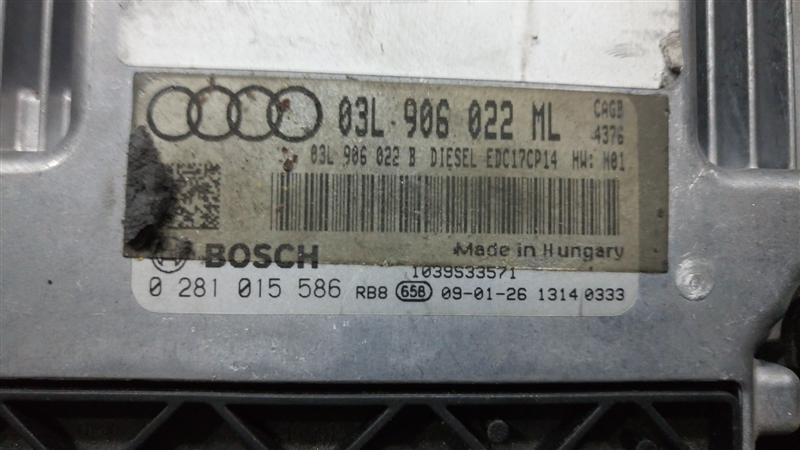 03L 906 022 ML CAGB
4376
03L 906 022 B DIESEL EDC17CP14 HW: H01
BOSCH Made in Hungary
1039S33571
0 281 015 586 RB8 658 09-01-26 1314 0333